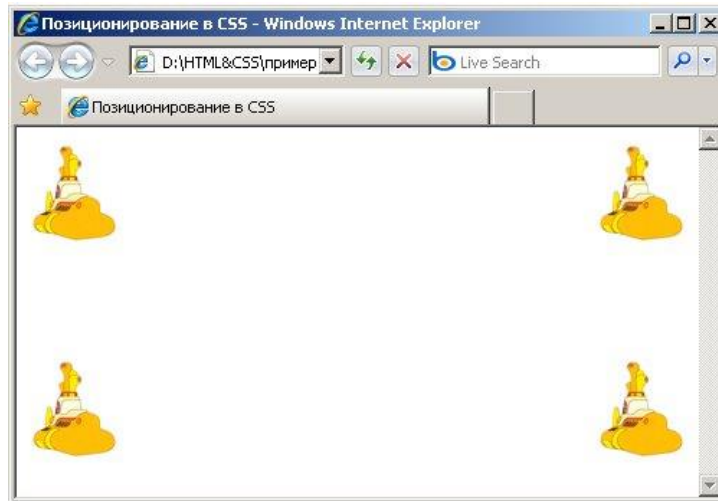 Позиционирование в CSS - Windows Internet Explorer
D:\HTML&CSS\пример
Live Search
Позиционирование в CSS